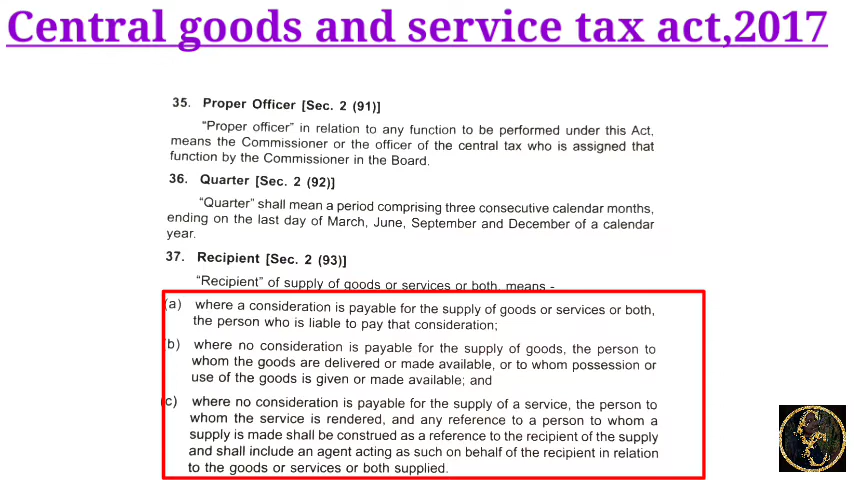 Central goods and service tax act,2017
35. Proper Officer [Sec. 2 (91)]
"Proper officer" in relation to any function to be performed under this Act,
means the Commissioner or the officer of the central tax who is assigned that
function by the Commissioner in the Board.
36. Quarter [Sec. 2 (92)]
"Quarter" shall mean a period comprising three consecutive calendar months,
ending on the last day of March, June, September and December of a calendar
year.
37. Recipient [Sec. 2 (93)]
"Recipient" of supply of goods or services or both, means -
(a) where a consideration is payable for the supply of goods or services or both,
the person who is liable to pay that consideration;
(b) where no consideration is payable for the supply of goods, the person to
whom the goods are delivered or made available, or to whom possession or
use of the goods is given or made available; and
(c) where no consideration is payable for the supply of a service, the person to
whom the service is rendered, and any reference to a person to whom a
supply is made shall be construed as a reference to the recipient of the supply
and shall include an agent acting as such on behalf of the recipient in relation
to the goods or services or both supplied.